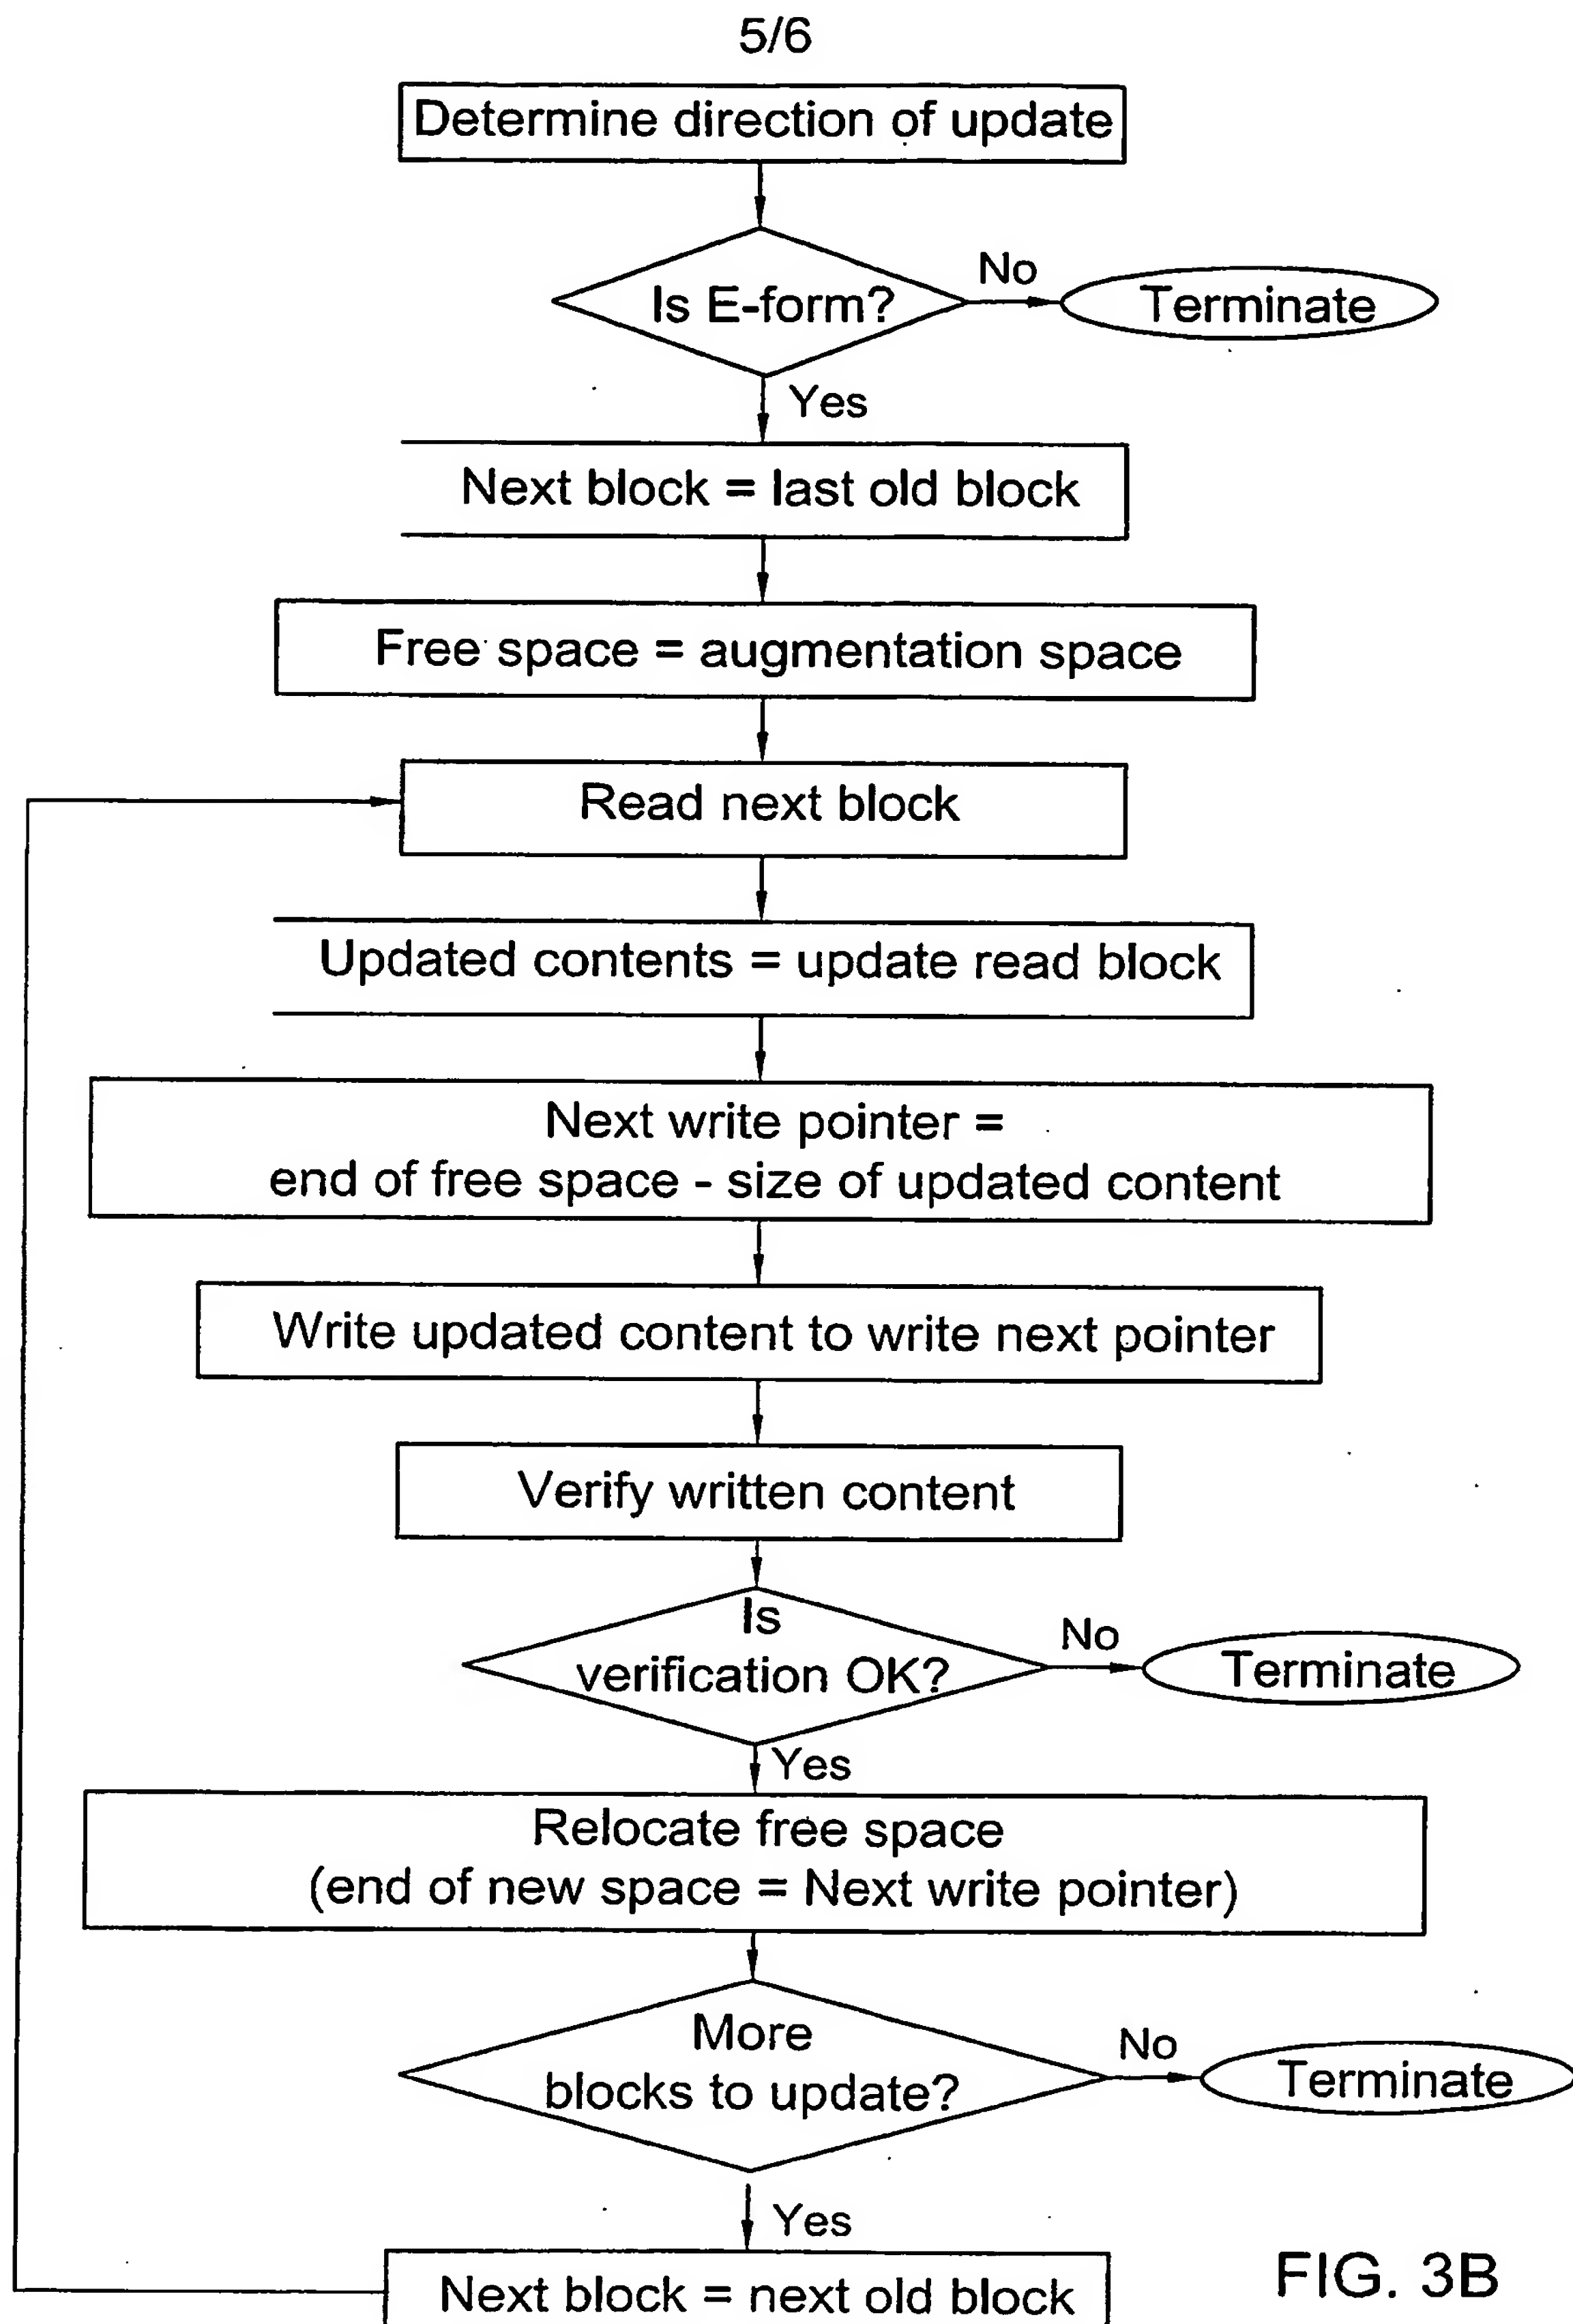 5/6
Determine direction of update
Is E-form?
No
Terminate
Yes
Next block = last old block
Free space = augmentation space
Read next block
Updated contents = update read block
Next write pointer =
end of free space - size of updated content
Write updated content to write next pointer
Verify written content
Is
verification OK?
No
Terminate
Yes
Relocate free space
(end of new space = Next write pointer)
More
blocks to update?
No
Terminate
Yes
Next block = next old block
FIG. 3B